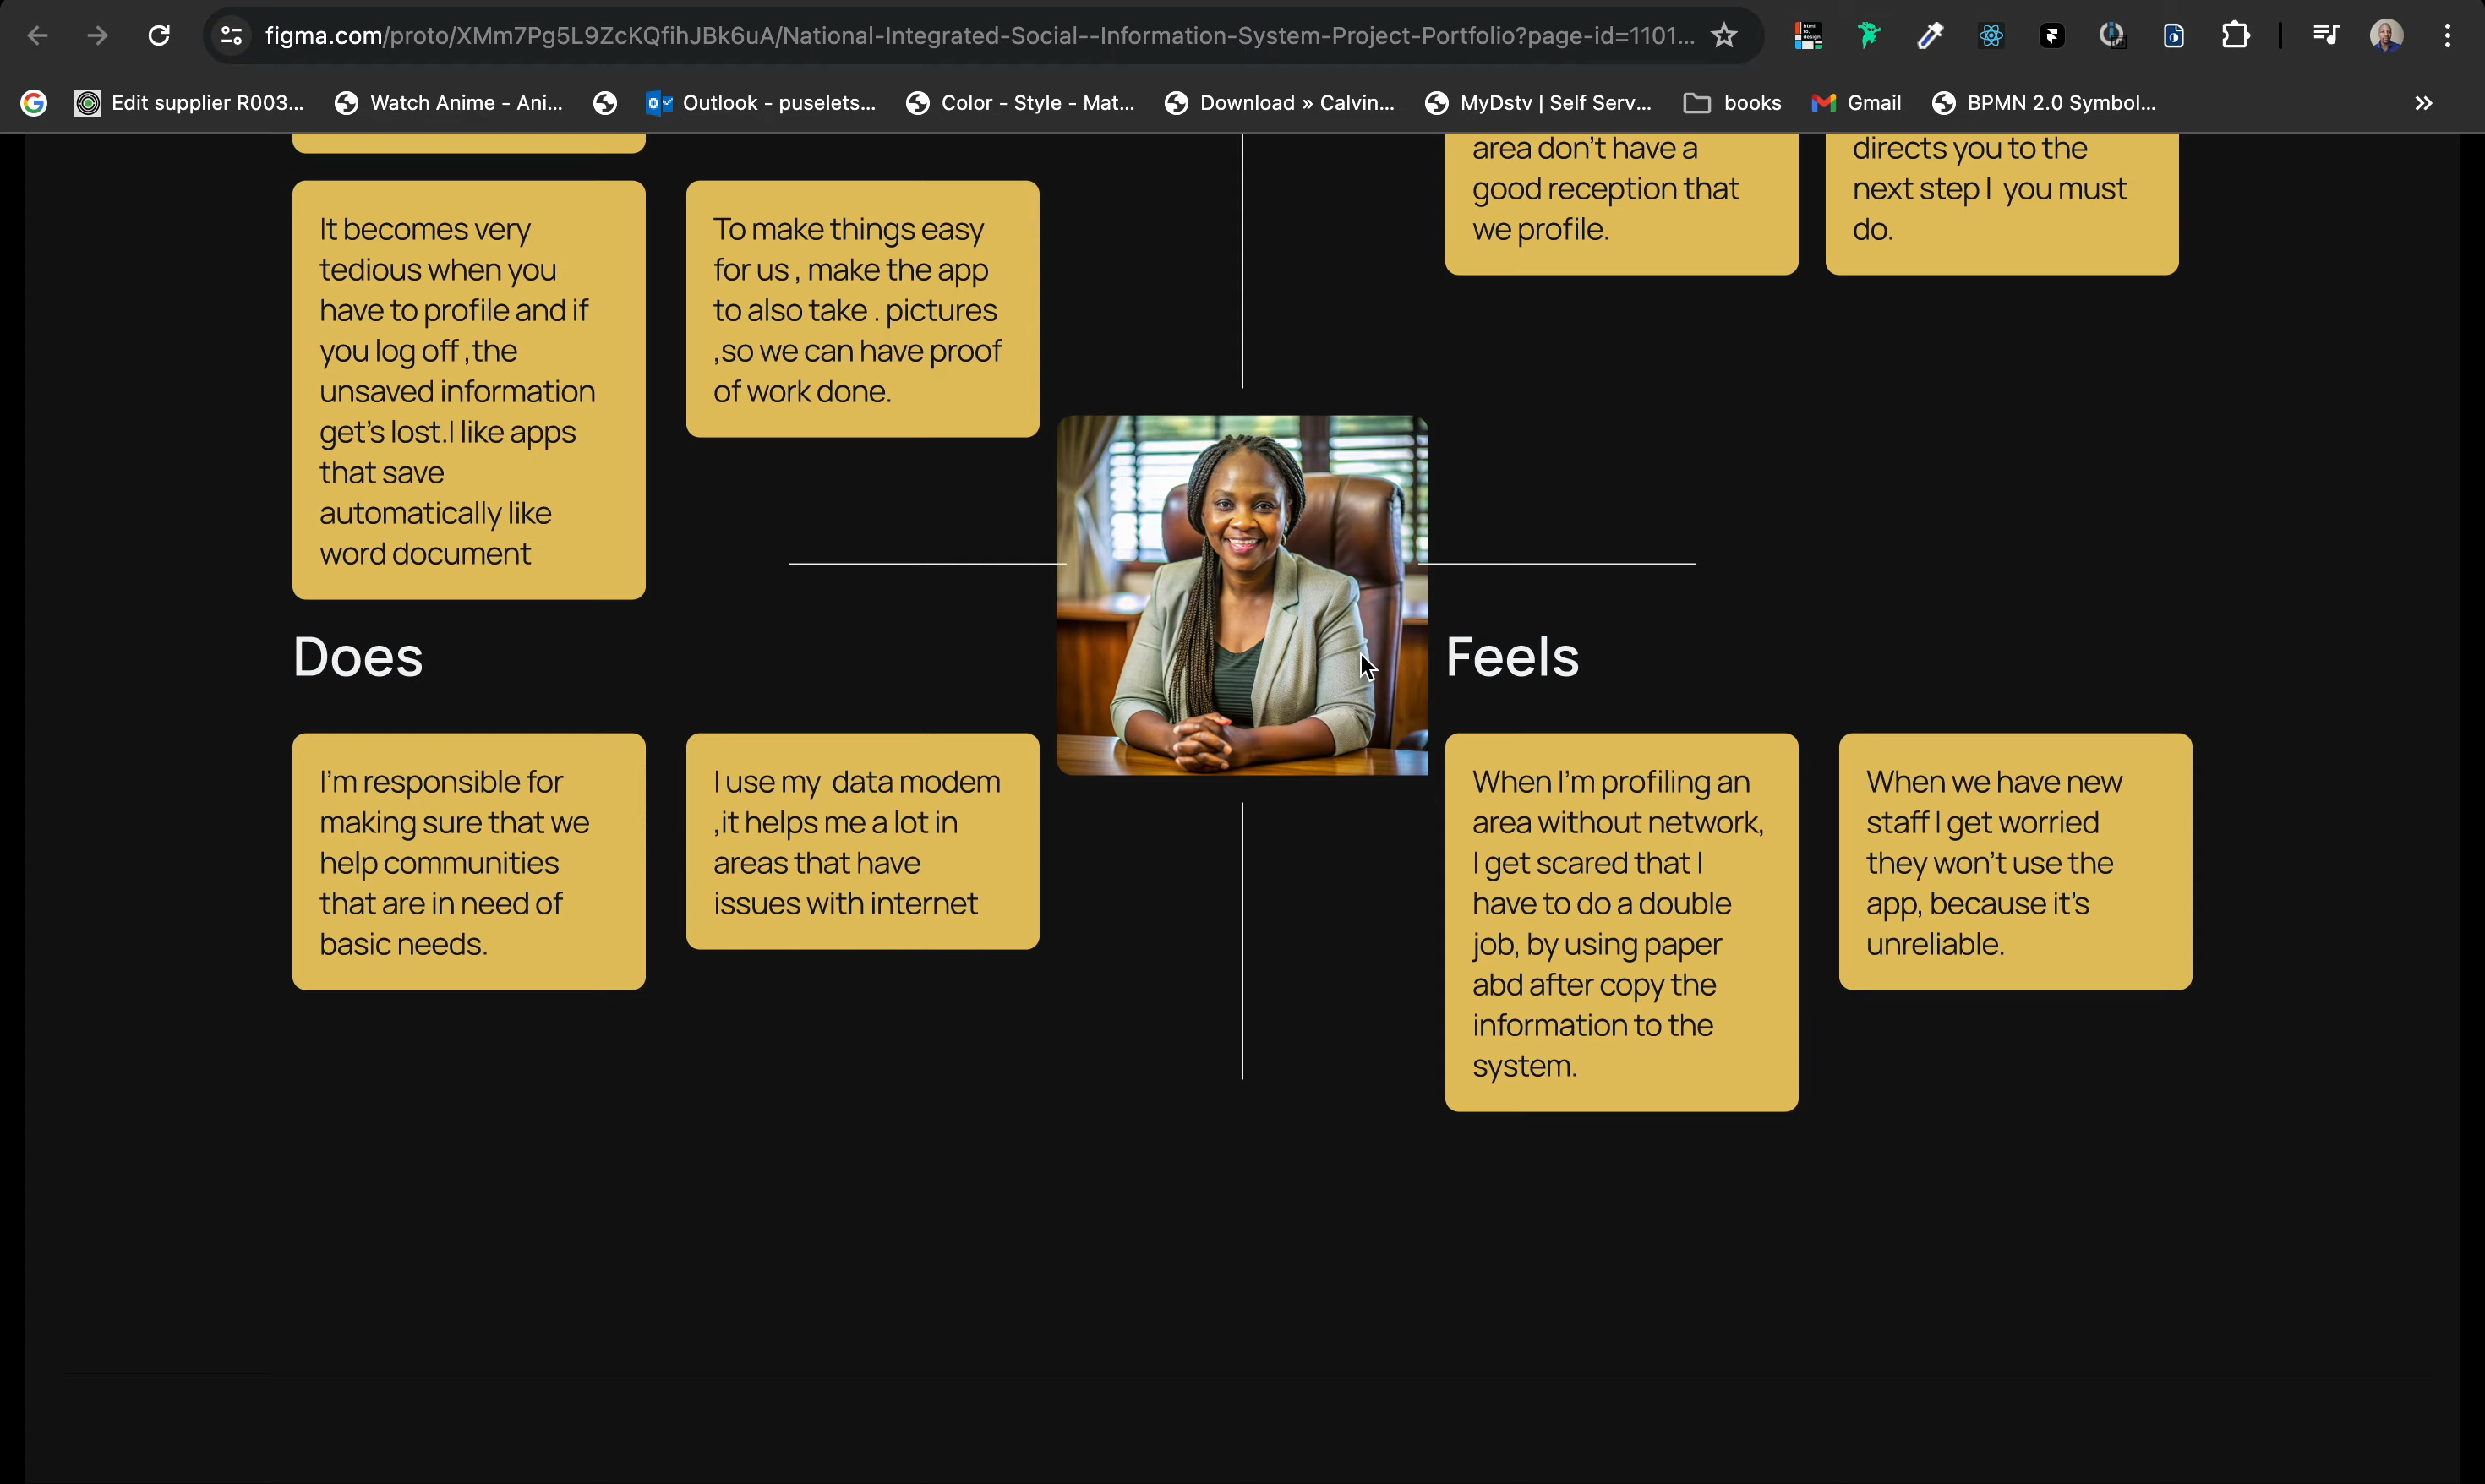 figma.com/proto/XMm7Pg5L9ZcKQfihJBk6uA/National-Integrated-Social--Information-System-Project-Portfolio?page-id=1101...
Edit supplier R003...
Watch Anime - Ani...
Outlook - puselets...
Color - Style - Mat...
Download » Calvin...
MyDstv | Self Serv...
books
Gmail
BPMN 2.0 Symbol...
area don't have a
good reception that
we profile.
directs you to the
next step I  you must
do.
It becomes very
tedious when you
have to profile and if
you log off ,the
unsaved information
get's lost.I like apps
that save
automatically like
word document
To make things easy
for us , make the app
to also take . pictures
,so we can have proof
of work done.
Does
Feels
I'm responsible for
making sure that we
help communities
that are in need of
basic needs.
I use my  data modem
,it helps me a lot in
areas that have
issues with internet
When I'm profiling an
area without network,
I get scared that I
have to do a double
job, by using paper
abd after copy the
information to the
system.
When we have new
staff I get worried
they won't use the
app, because it's
unreliable.